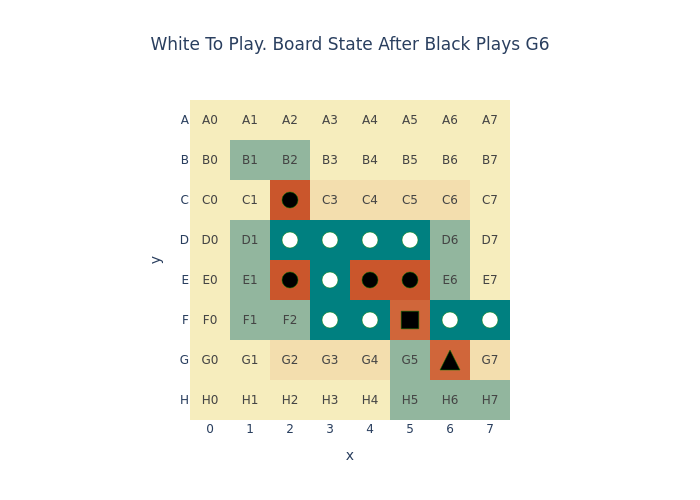 White To Play. Board State After Black Plays G6
A A0 A1 A2 A3 A4 A5 A6 A7
B B0 B1 B2 B3 B4 B5 B6 B7
C C0 C1 C3 C4 C5 C6 C7
D D0 D1 D6 D7
y
E E0 E1 E6 E7
F F0 F1 F2
G G0 G1 G2 G3 G4 G5 G7
H H0 H1 H2 H3 H4 H5 H6 H7
0 1 2 3 4 5 6 7
x